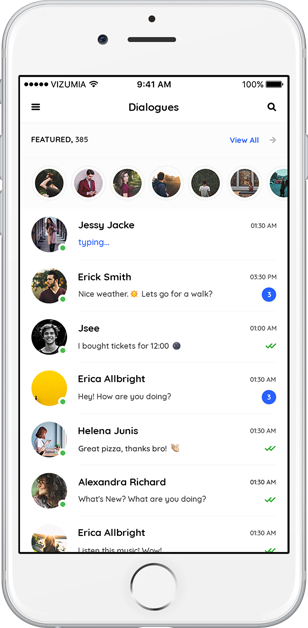 VIZUMIA 9:41 AM 100%
Dialogues
FEATURED, 385 View All
Jessy Jacke 01:30 AM
typing...
Erick Smith 03:30 PM
Nice weather. 🌞 Lets go for a walk? 3
Jsee 01:00 AM
I bought tickets for 12:00 🌚
Erica Allbright 01:30 AM
Hey! How are you doing? 3
Helena Junis 01:30 AM
Great pizza, thanks bro! 👏🏼
Alexandra Richard 01:30 AM
What's New? What are you doing?
Erica Allbright 01:30 AM
Listen this music! Wow!